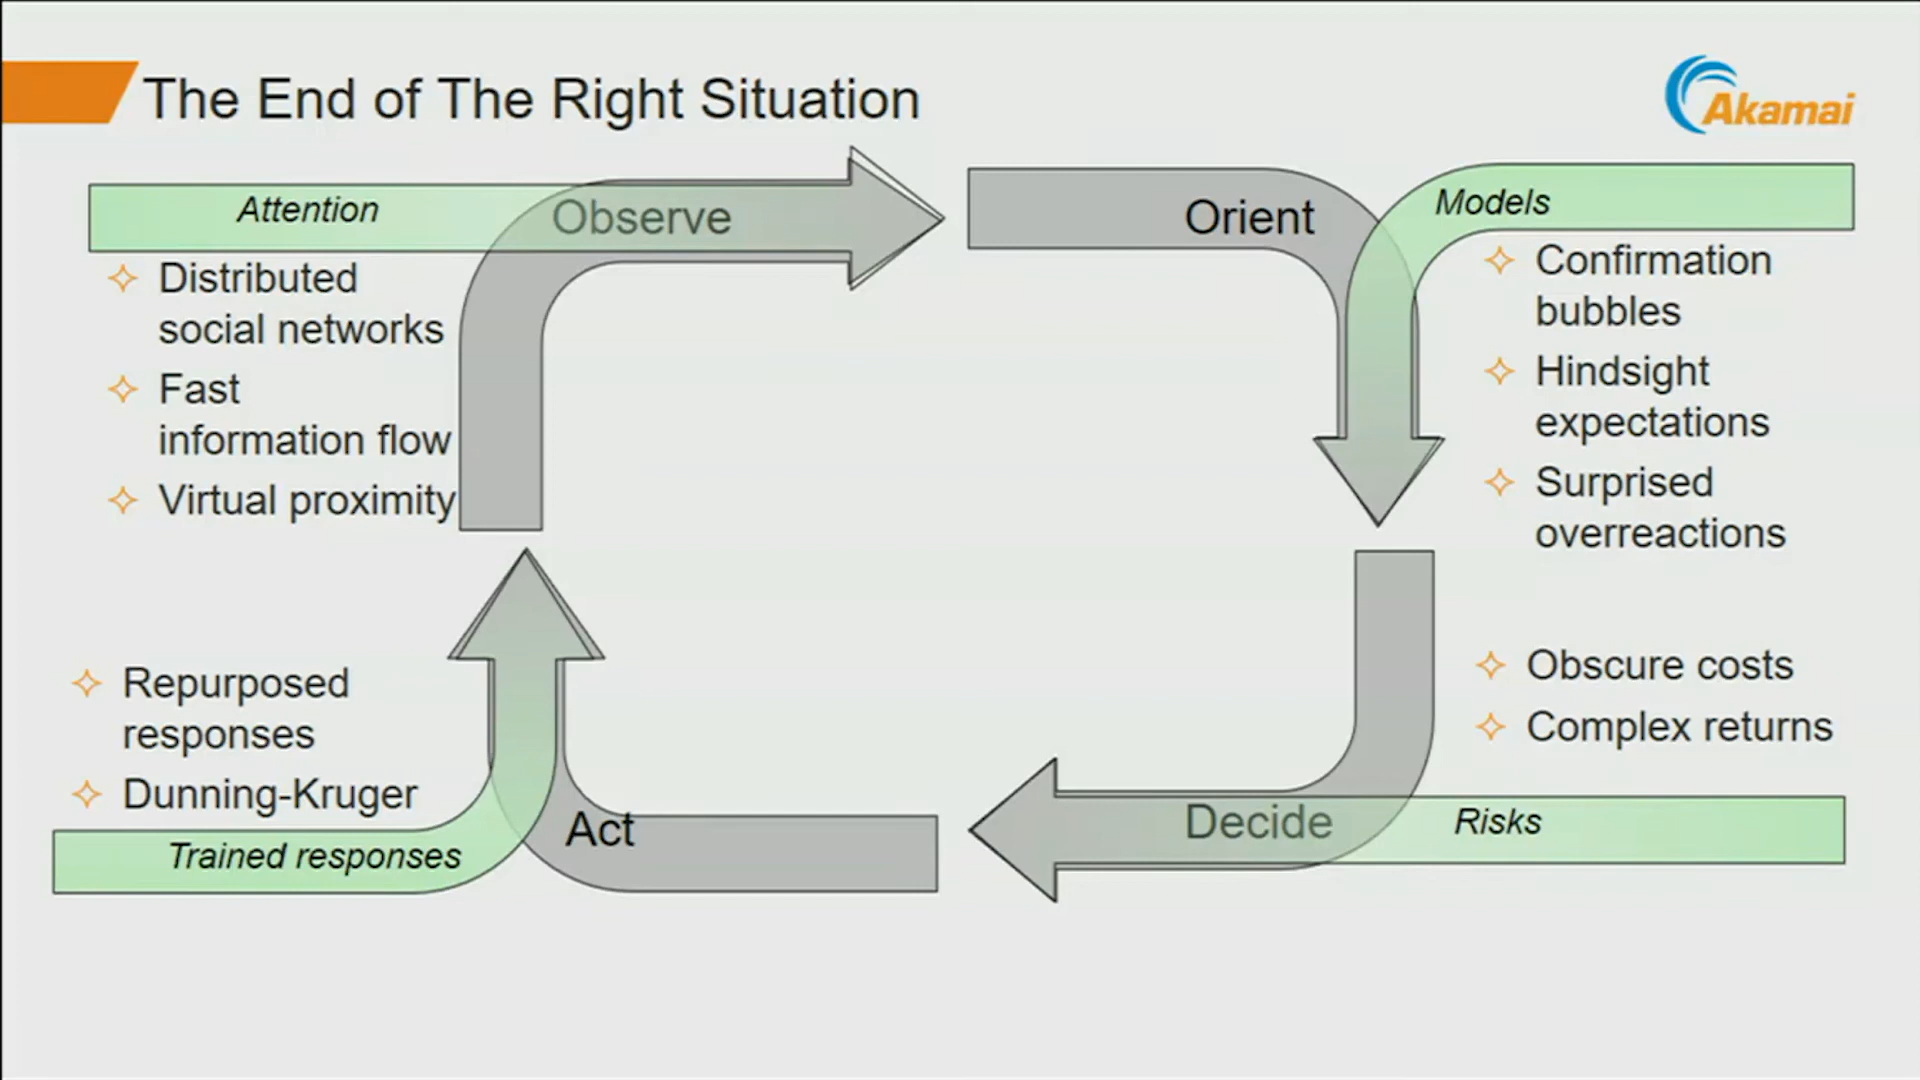 The End of The Right Situation
Akamai
Attention
Observe
Distributed
social networks
Fast
information flow
Virtual proximity
Orient
Models
Confirmation
bubbles
Hindsight
expectations
Surprised
overreactions
Obscure costs
Complex returns
Decide
Risks
Repurposed
responses
Dunning-Kruger
Trained responses
Act